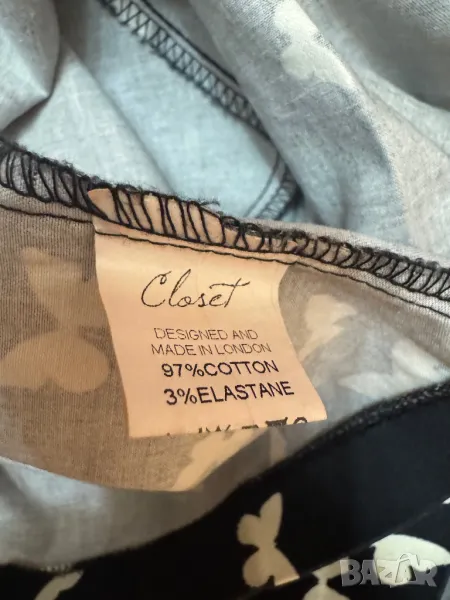 Closet
DESIGNED AND
MADE IN LONDON
97%COTTON
3%ELASTANE
BAZAR